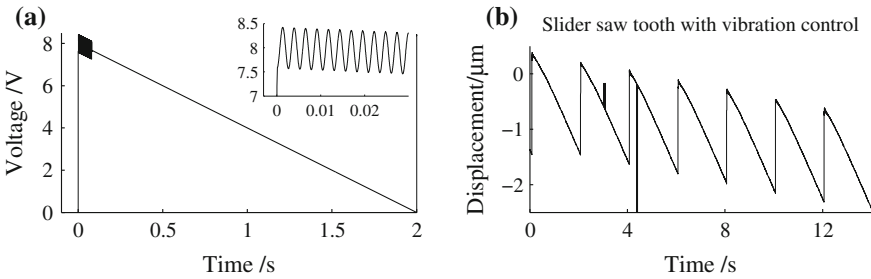 (a)
Voltage /V
8
6
4
2
0
0 0.5 1 1.5 2
Time /s
8.5
8
7.5
7
0 0.01 0.02
(b)
Slider saw tooth with vibration control
Displacement/μm
0
−1
−2
0 4 8 12
Time /s